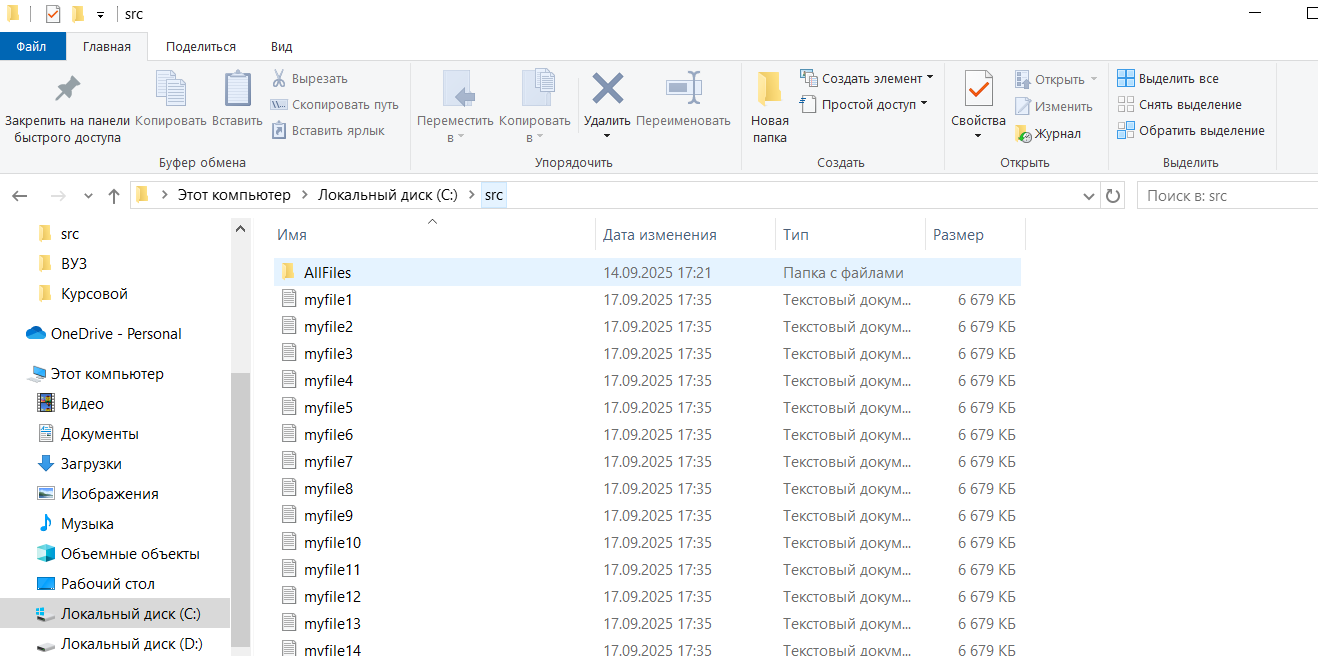 src
Файл Главная Поделиться Вид
Закрепить на панели быстрого доступа
Копировать
Вставить
Вырезать
Скопировать путь
Вставить ярлык
Буфер обмена
Переместить в
Копировать в
Удалить
Переименовать
Упорядочить
Новая папка
Создать элемент
Простой доступ
Создать
Свойства
Открыть
Изменить
Журнал
Открыть
Выделить все
Снять выделение
Обратить выделение
Выделить
Этот компьютер Локальный диск (C:) src
Поиск в: src
src
ВУЗ
Курсовой
OneDrive - Personal
Этот компьютер
Видео
Документы
Загрузки
Изображения
Музыка
Объемные объекты
Рабочий стол
Локальный диск (C:)
Локальный диск (D:)
Имя Дата изменения Тип Размер
AllFiles 14.09.2025 17:21 Папка с файлами
myfile1 17.09.2025 17:35 Текстовый докум... 6 679 КБ
myfile2 17.09.2025 17:35 Текстовый докум... 6 679 КБ
myfile3 17.09.2025 17:35 Текстовый докум... 6 679 КБ
myfile4 17.09.2025 17:35 Текстовый докум... 6 679 КБ
myfile5 17.09.2025 17:35 Текстовый докум... 6 679 КБ
myfile6 17.09.2025 17:35 Текстовый докум... 6 679 КБ
myfile7 17.09.2025 17:35 Текстовый докум... 6 679 КБ
myfile8 17.09.2025 17:35 Текстовый докум... 6 679 КБ
myfile9 17.09.2025 17:35 Текстовый докум... 6 679 КБ
myfile10 17.09.2025 17:35 Текстовый докум... 6 679 КБ
myfile11 17.09.2025 17:35 Текстовый докум... 6 679 КБ
myfile12 17.09.2025 17:35 Текстовый докум... 6 679 КБ
myfile13 17.09.2025 17:35 Текстовый докум... 6 679 КБ
myfile14 17.09.2025 17:35 Текстовый докум... 6 679 КБ